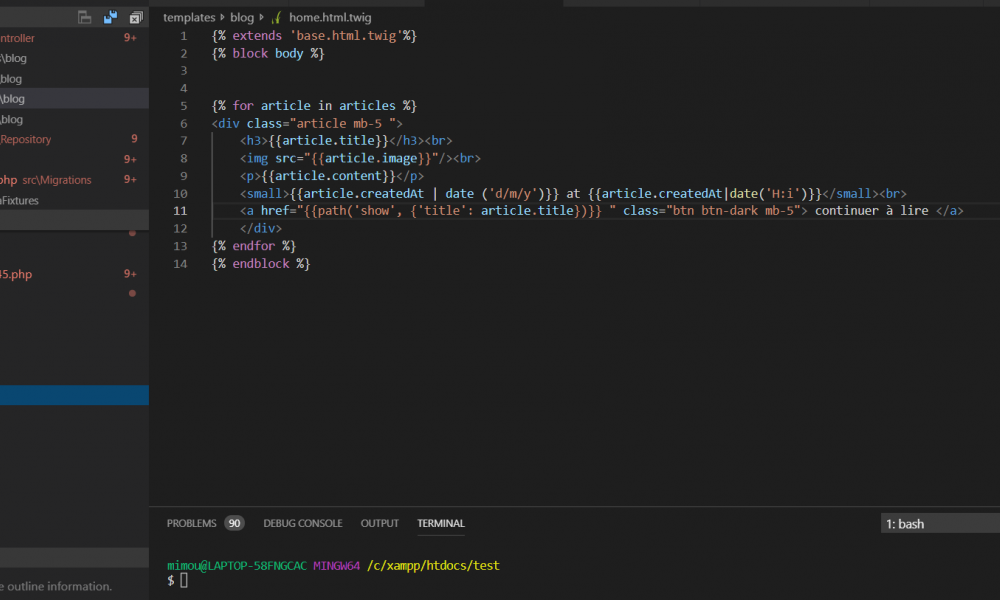 templates blog home.html.twig
ntroller 9+
\blog
blog
\blog
blog
Repository 9
9+
php src\Migrations 9+
Fixtures
45.php 9+
e outline information.
1 {% extends 'base.html.twig'%}
2 {% block body %}
3
4
5 {% for article in articles %}
6 <div class="article mb-5 ">
7 <h3>{{article.title}}</h3><br>
8 <img src="{{article.image}}"/><br>
9 <p>{{article.content}}</p>
10 <small>{{article.createdAt | date ('d/m/y')}} at {{article.createdAt|date('H:i')}}</small><br>
11 <a href="{{path('show', {'title': article.title})}} " class="btn btn-dark mb-5"> continuer à lire </a>
12 </div>
13 {% endfor %}
14 {% endblock %}
PROBLEMS 90 DEBUG CONSOLE OUTPUT TERMINAL 1: bash
mimou@LAPTOP-58FNGCAC MINGW64 /c/xampp/htdocs/test
$